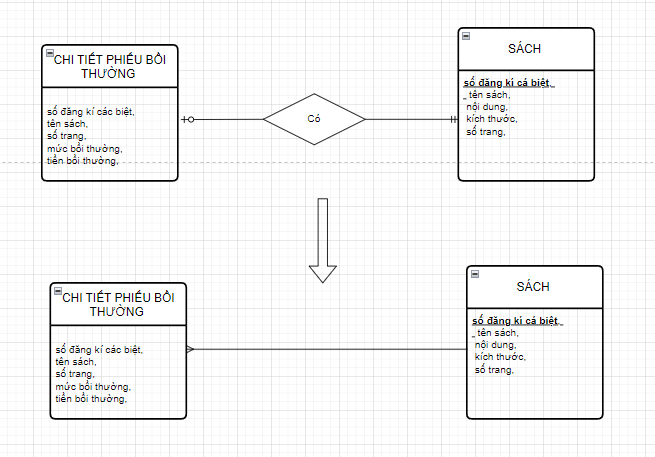 CHI TIẾT PHIẾU BỒI
THƯỜNG
số đăng kí các biệt,
tên sách,
số trang,
mức bồi thường,
tiền bồi thường,
Có
SÁCH
số đăng kí cá biệt,
tên sách,
nội dung,
kích thước,
số trang,
CHI TIẾT PHIẾU BỒI
THƯỜNG
số đăng kí các biệt,
tên sách,
số trang,
mức bồi thường,
tiền bồi thường,
SÁCH
số đăng kí cá biệt,
tên sách,
nội dung,
kích thước,
số trang,